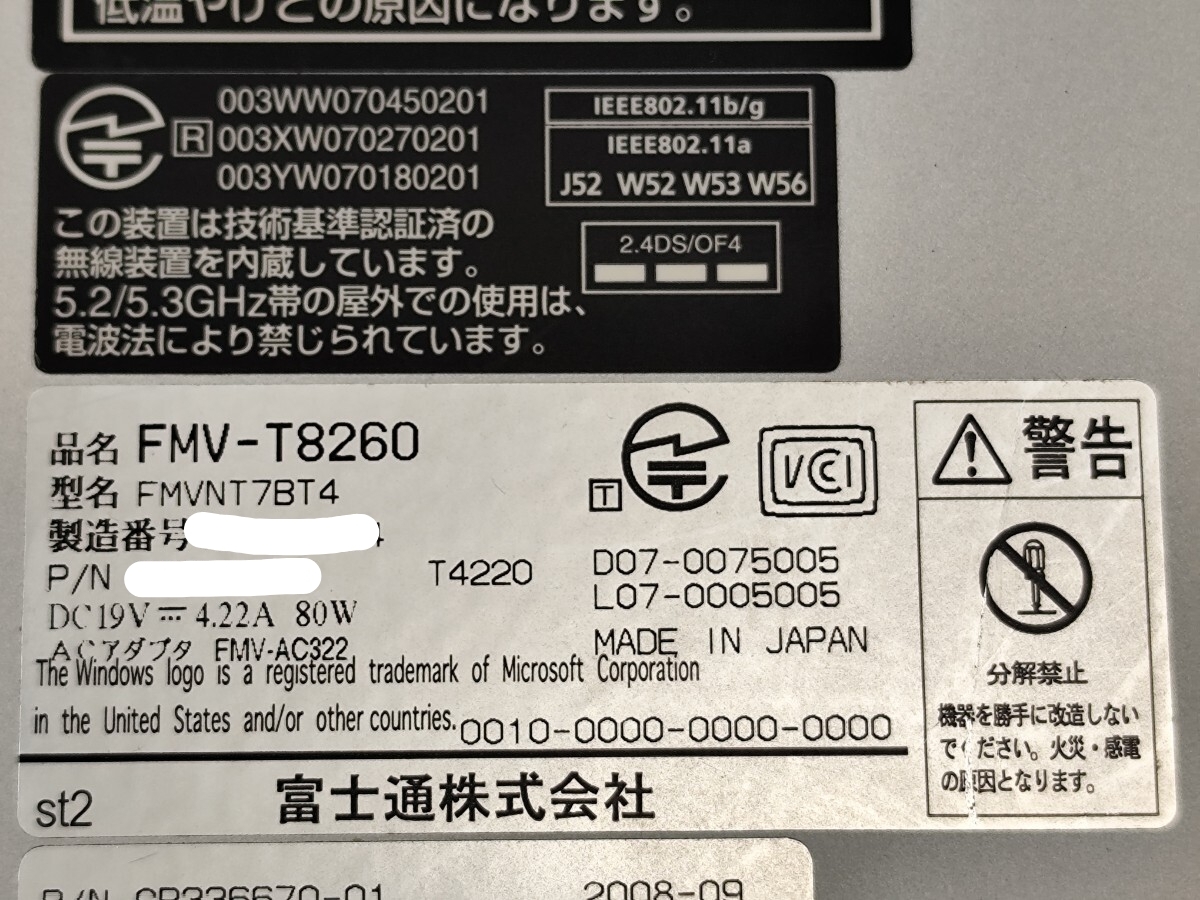 低温やけどの原因になります。
003WW070450201
R 003XW070270201
003YW070180201
IEEE802.11b/g
IEEE802.11a
J52 W52 W53 W56
2.4DS/OF4
この装置は技術基準認証済の
無線装置を内蔵しています。
5.2/5.3GHz帯の屋外での使用は、
電波法により禁じられています。
品名 FMV-T8260
型名 FMVNT7BT4
製造番号
P/N
T4220
DC19V 4.22A 80W
ACアダプタ FMV-AC322
T
VCCI
D07-0075005
L07-0005005
MADE IN JAPAN
The Windows logo is a registered trademark of Microsoft Corporation
in the United States and/or other countries.
0010-0000-0000-0000
st2
富士通株式会社
警告
分解禁止
機器を勝手に改造しない
でください。火災・感電
の原因となります。
P/N CP336670-01
2008-09